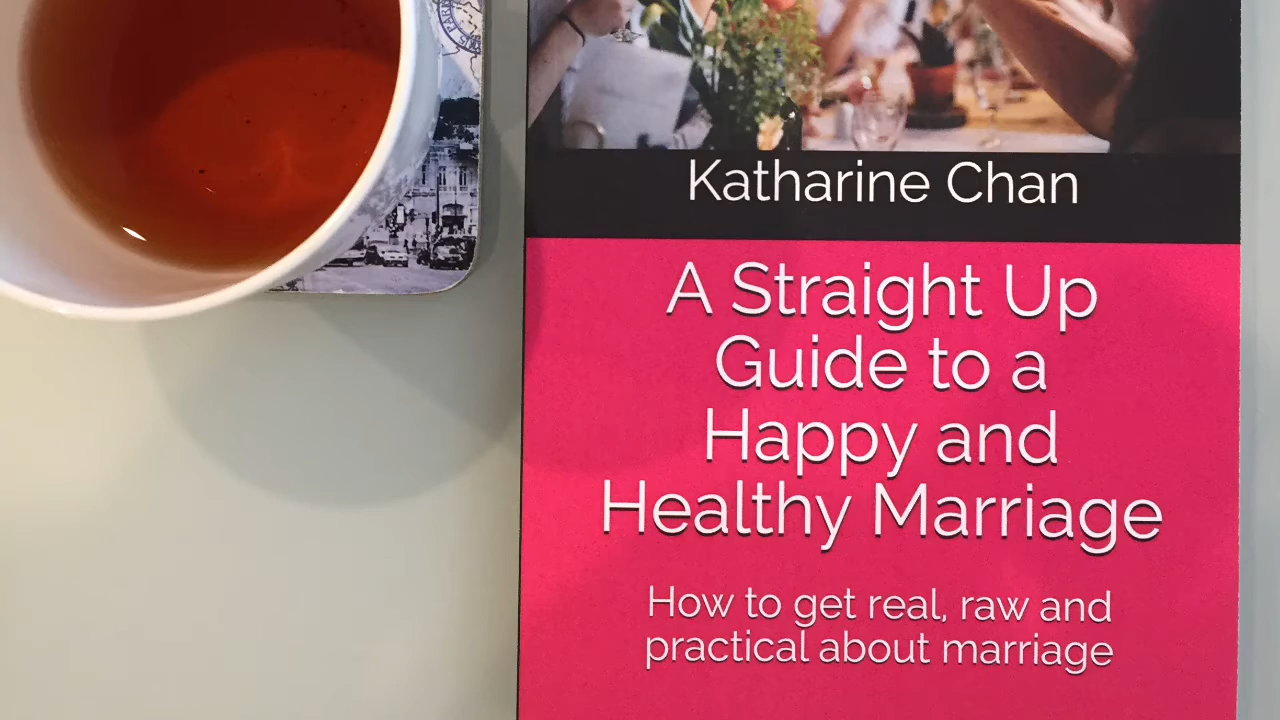 Katharine Chan
A Straight Up
Guide to a
Happy and
Healthy Marriage
How to get real, raw and
practical about marriage